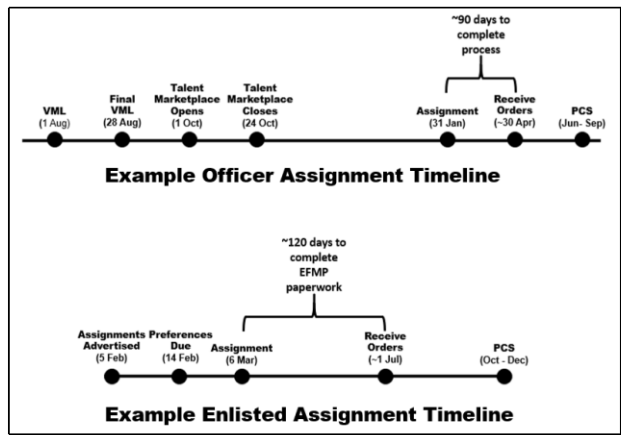 ~90 days to
complete
process
VML
(1 Aug)
Final
VML
(28 Aug)
Talent
Marketplace
Opens
(1 Oct)
Talent
Marketplace
Closes
(24 Oct)
Assignment
(31 Jan)
Receive
Orders
(~30 Apr)
PCS
(Jun- Sep)
Example Officer Assignment Timeline
~120 days to
complete
EFMP
paperwork
Assignments
Advertised
(5 Feb)
Preferences
Due
(14 Feb)
Assignment
(6 Mar)
Receive
Orders
(~1 Jul)
PCS
(Oct - Dec)
Example Enlisted Assignment Timeline